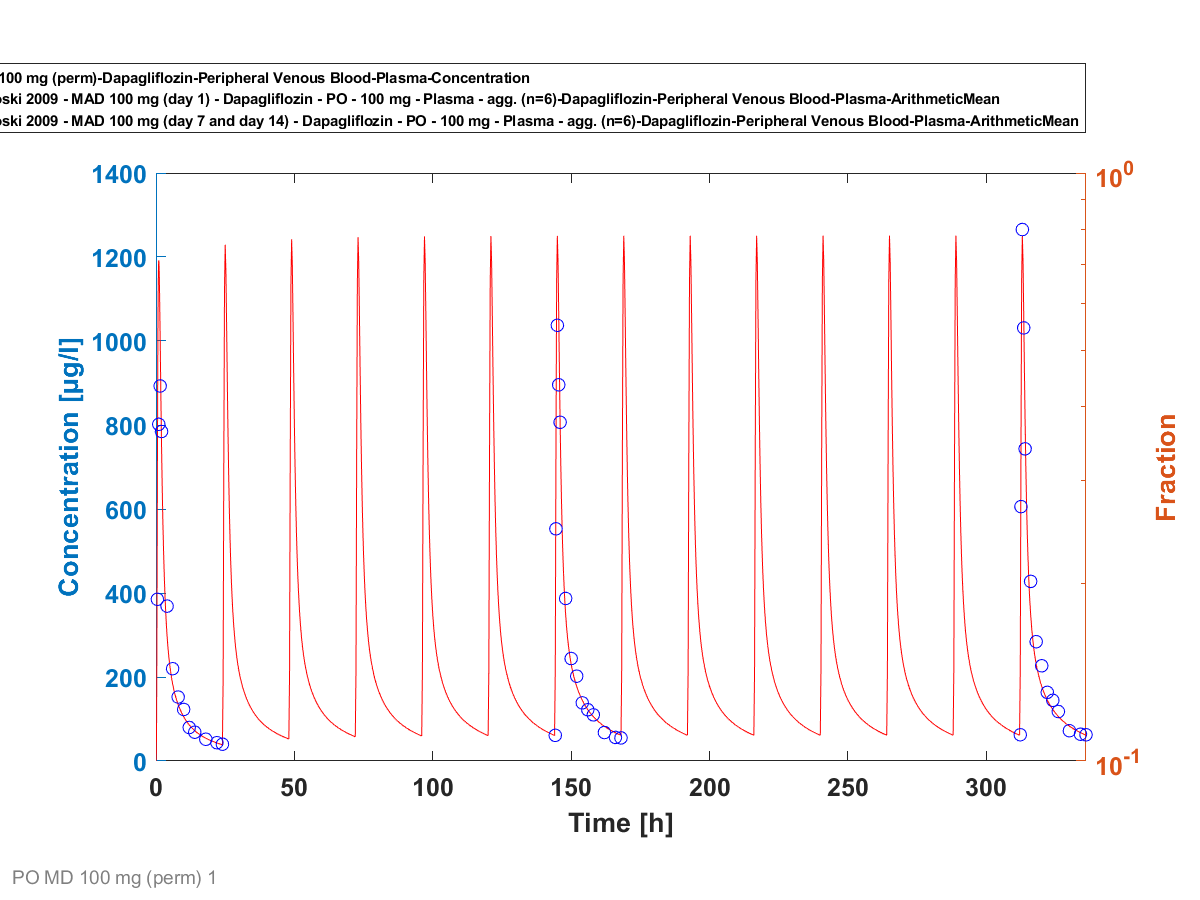 100 mg (perm)-Dapagliflozin-Peripheral Venous Blood-Plasma-Concentration
oski 2009 - MAD 100 mg (day 1) - Dapagliflozin - PO - 100 mg - Plasma - agg. (n=6)-Dapagliflozin-Peripheral Venous Blood-Plasma-ArithmeticMean
oski 2009 - MAD 100 mg (day 7 and day 14) - Dapagliflozin - PO - 100 mg - Plasma - agg. (n=6)-Dapagliflozin-Peripheral Venous Blood-Plasma-ArithmeticMean
1400
1200
1000
800
600
400
200
0
Concentration [µg/l]
10^0
10^-1
Fraction
0 50 100 150 200 250 300
Time [h]
PO MD 100 mg (perm) 1